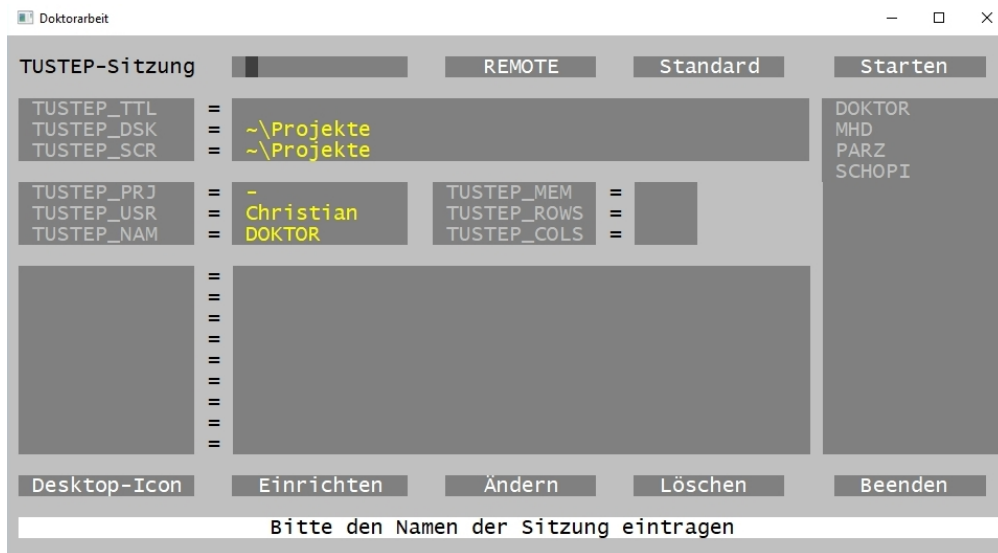 Doktorarbeit
TUSTEP-Sitzung REMOTE Standard Starten
TUSTEP_TTL = DOKTOR
TUSTEP_DSK = ~\Projekte MHD
TUSTEP_SCR = ~\Projekte PARZ
SCHOPI
TUSTEP_PRJ = - TUSTEP_MEM =
TUSTEP_USR = Christian TUSTEP_ROWS =
TUSTEP_NAM = DOKTOR TUSTEP_COLS =
=
=
=
=
=
=
=
=
=
Desktop-Icon Einrichten Ändern Löschen Beenden
Bitte den Namen der Sitzung eintragen